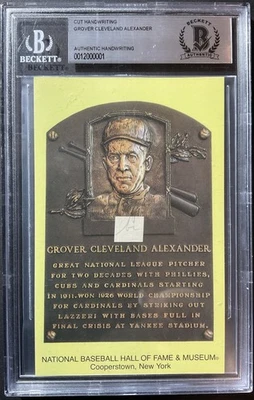 BECKETT
BECKETT
CUT HANDWRITING
GROVER CLEVELAND ALEXANDER
AUTHENTIC HANDWRITING
0012000001
BECKETT
AUTHENTIC
GROVER CLEVELAND ALEXANDER
GREAT NATIONAL LEAGUE PITCHER
FOR TWO DECADES WITH PHILLIES,
CUBS AND CARDINALS STARTING
IN 1911. WON 1926 WORLD CHAMPIONSHIP
FOR CARDINALS BY STRIKING OUT
LAZZERI WITH BASES FULL IN
FINAL CRISIS AT YANKEE STADIUM.
NATIONAL BASEBALL HALL OF FAME & MUSEUM®
Cooperstown, New York